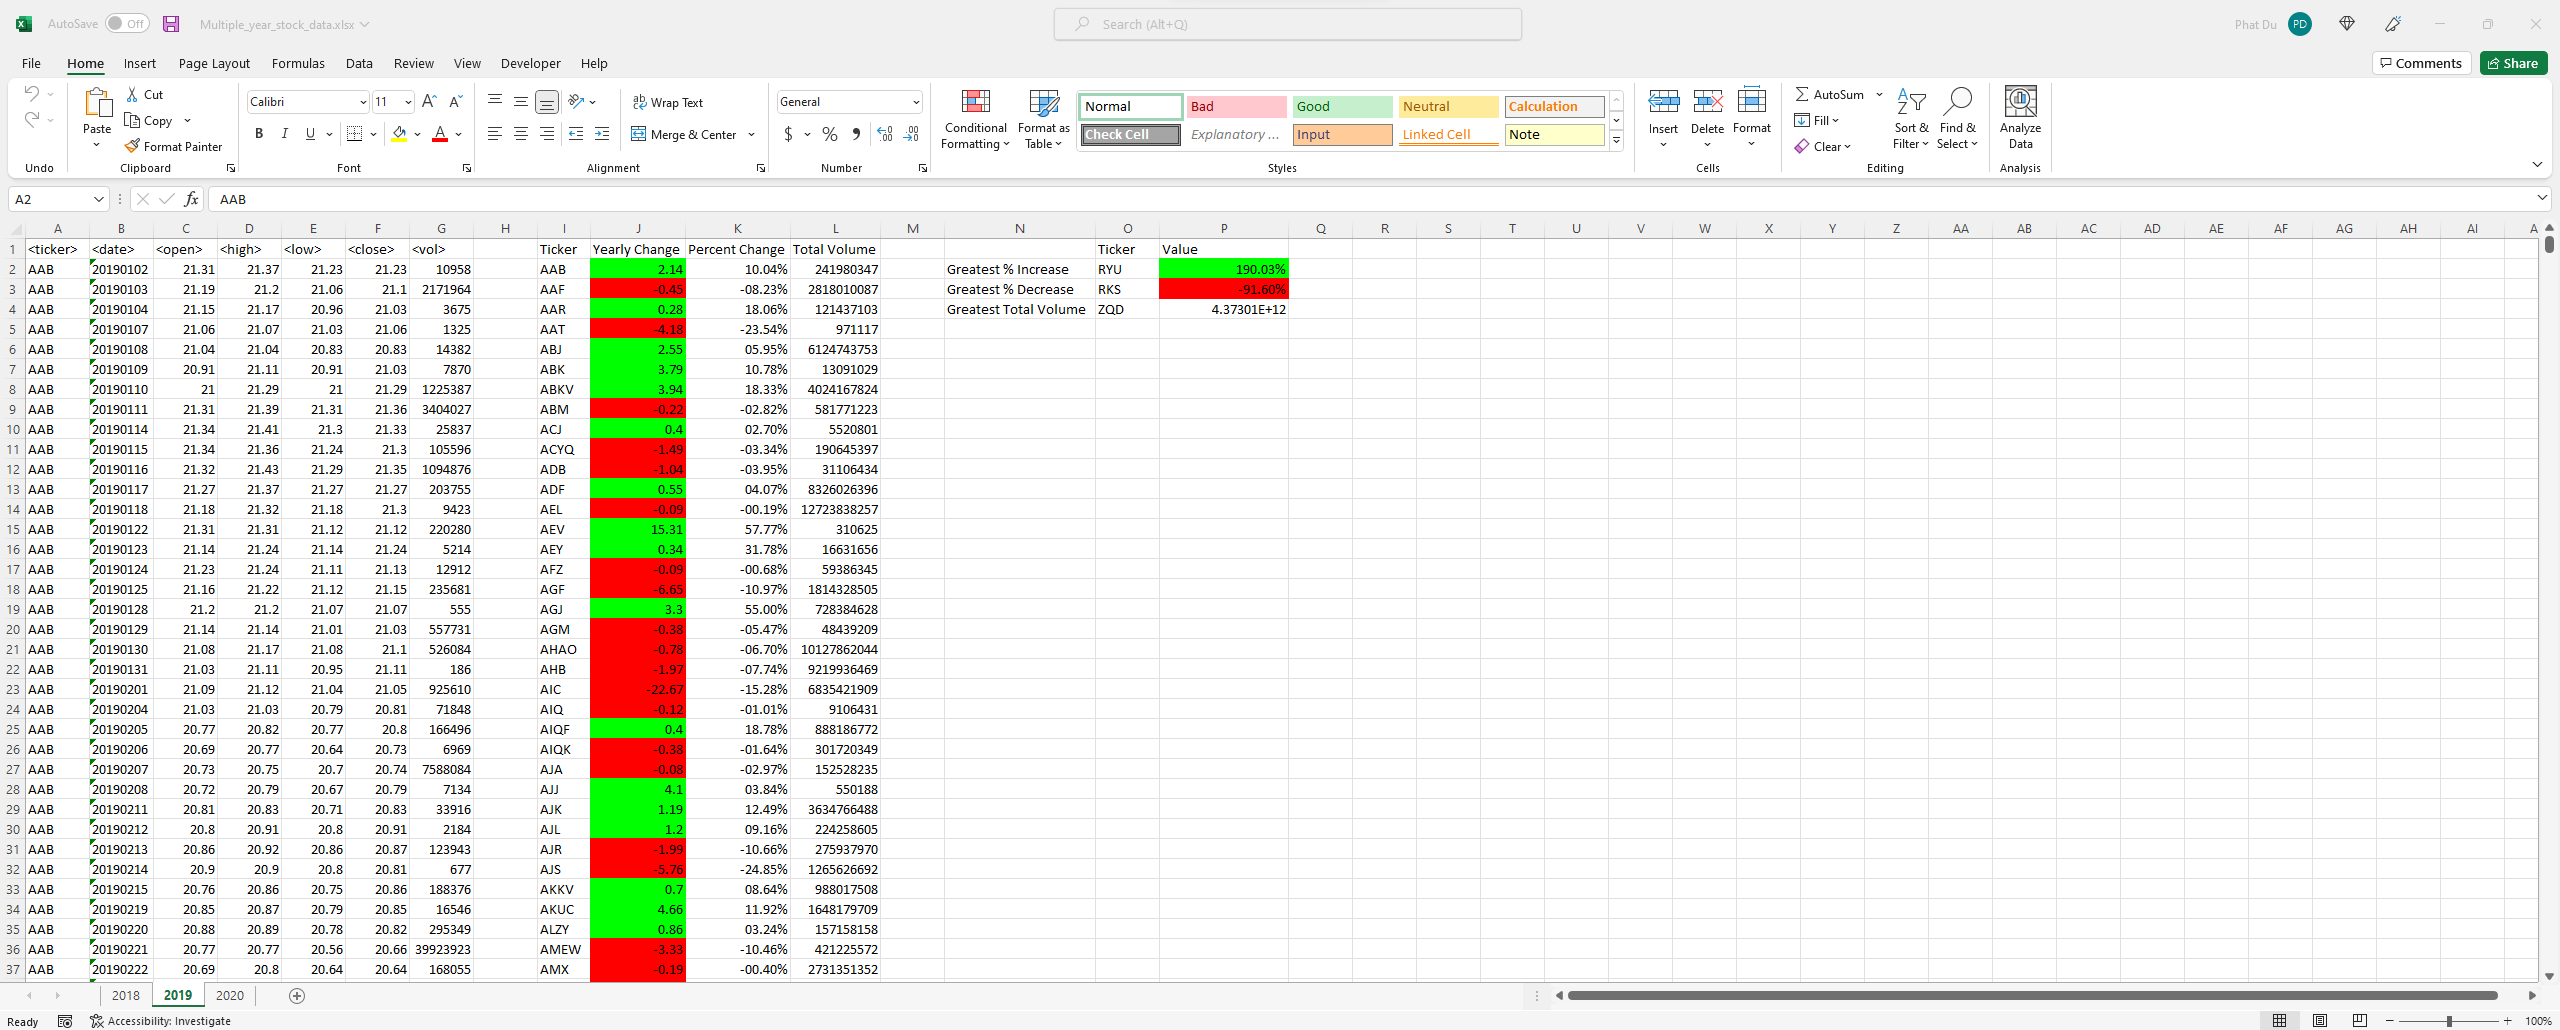 AutoSave Off Multiple_year_stock_data.xlsx Search (Alt+Q) Phat Du PD
File Home Insert Page Layout Formulas Data Review View Developer Help Comments Share
Paste Cut Copy Format Painter
Calibri 11 B I U A
Wrap Text Merge & Center
General $ %
Conditional Formatting Format as Table
Normal Bad Good Neutral Calculation
Check Cell Explanatory ... Input Linked Cell Note
Insert Delete Format
AutoSum Fill Clear Sort & Filter Find & Select
Analyze Data
Undo Clipboard Font Alignment Number Styles Cells Editing Analysis
A2 fx AAB
A B C D E F G H I J K L M N O P Q R S T U V W X Y Z AA AB AC AD AE AF AG AH AI A
1 <ticker> <date> <open> <high> <low> <close> <vol> Ticker Yearly Change Percent Change Total Volume Ticker Value
2 AAB 20190102 21.31 21.37 21.23 21.23 10958 AAB 2.14 10.04% 241980347 Greatest % Increase RYU 190.03%
3 AAB 20190103 21.19 21.2 21.06 21.1 2171964 AAF -0.45 -08.23% 2818010087 Greatest % Decrease RKS -91.60%
4 AAB 20190104 21.15 21.17 20.96 21.03 3675 AAR 0.28 18.06% 121437103 Greatest Total Volume ZQD 4.37301E+12
5 AAB 20190107 21.06 21.07 21.03 21.06 1325 AAT -4.18 -23.54% 971117
6 AAB 20190108 21.04 21.04 20.83 20.83 14382 ABJ 2.55 05.95% 6124743753
7 AAB 20190109 20.91 21.11 20.91 21.03 7870 ABK 3.79 10.78% 13091029
8 AAB 20190110 21 21.29 21 21.29 1225387 ABKV 3.94 18.33% 4024167824
9 AAB 20190111 21.31 21.39 21.31 21.36 3404027 ABM -0.22 -02.82% 581771223
10 AAB 20190114 21.34 21.41 21.3 21.33 25837 ACJ 0.4 02.70% 5520801
11 AAB 20190115 21.34 21.36 21.24 21.3 105596 ACYQ -1.49 -03.34% 190645397
12 AAB 20190116 21.32 21.43 21.29 21.35 1094876 ADB -1.04 -03.95% 31106434
13 AAB 20190117 21.27 21.37 21.27 21.27 203755 ADF 0.55 04.07% 8326026396
14 AAB 20190118 21.18 21.32 21.18 21.3 9423 AEL -0.09 -00.19% 12723838257
15 AAB 20190122 21.31 21.31 21.12 21.12 220280 AEV 15.31 57.77% 310625
16 AAB 20190123 21.14 21.24 21.14 21.24 5214 AEY 0.34 31.78% 16631656
17 AAB 20190124 21.23 21.24 21.11 21.13 12912 AFZ -0.09 -00.68% 59386345
18 AAB 20190125 21.16 21.22 21.12 21.15 235681 AGF -6.65 -10.97% 1814328505
19 AAB 20190128 21.2 21.2 21.07 21.07 555 AGJ 3.3 55.00% 728384628
20 AAB 20190129 21.14 21.14 21.01 21.03 557731 AGM -0.38 -05.47% 48439209
21 AAB 20190130 21.08 21.17 21.08 21.1 526084 AHAO -0.78 -06.70% 10127862044
22 AAB 20190131 21.03 21.11 20.95 21.11 186 AHB -1.97 -07.74% 9219936469
23 AAB 20190201 21.09 21.12 21.04 21.05 925610 AIC -22.67 -15.28% 6835421909
24 AAB 20190204 21.03 21.03 20.79 20.81 71848 AIQ -0.12 -01.01% 9106431
25 AAB 20190205 20.77 20.82 20.77 20.8 166496 AIQF 0.4 18.78% 888186772
26 AAB 20190206 20.69 20.77 20.64 20.73 6969 AIQK -0.38 -01.64% 301720349
27 AAB 20190207 20.73 20.75 20.7 20.74 7588084 AJA -0.08 -02.97% 152528235
28 AAB 20190208 20.72 20.79 20.67 20.79 7134 AJJ 4.1 03.84% 550188
29 AAB 20190211 20.81 20.83 20.71 20.83 33916 AJK 1.19 12.49% 3634766488
30 AAB 20190212 20.8 20.91 20.8 20.91 2184 AJL 1.2 09.16% 224258605
31 AAB 20190213 20.86 20.92 20.86 20.87 123943 AJR -1.99 -10.66% 275937970
32 AAB 20190214 20.9 20.9 20.8 20.81 677 AJS -5.76 -24.85% 1265626692
33 AAB 20190215 20.76 20.86 20.75 20.86 188376 AKKV 0.7 08.64% 988017508
34 AAB 20190219 20.85 20.87 20.79 20.85 16546 AKUC 4.66 11.92% 1648179709
35 AAB 20190220 20.88 20.89 20.78 20.82 295349 ALZY 0.86 03.24% 157158158
36 AAB 20190221 20.77 20.77 20.56 20.66 39923923 AMEW -3.33 -10.46% 421225572
37 AAB 20190222 20.69 20.8 20.64 20.64 168055 AMX -0.19 -00.40% 2731351352
2018 2019 2020
Ready Accessibility: Investigate 100%